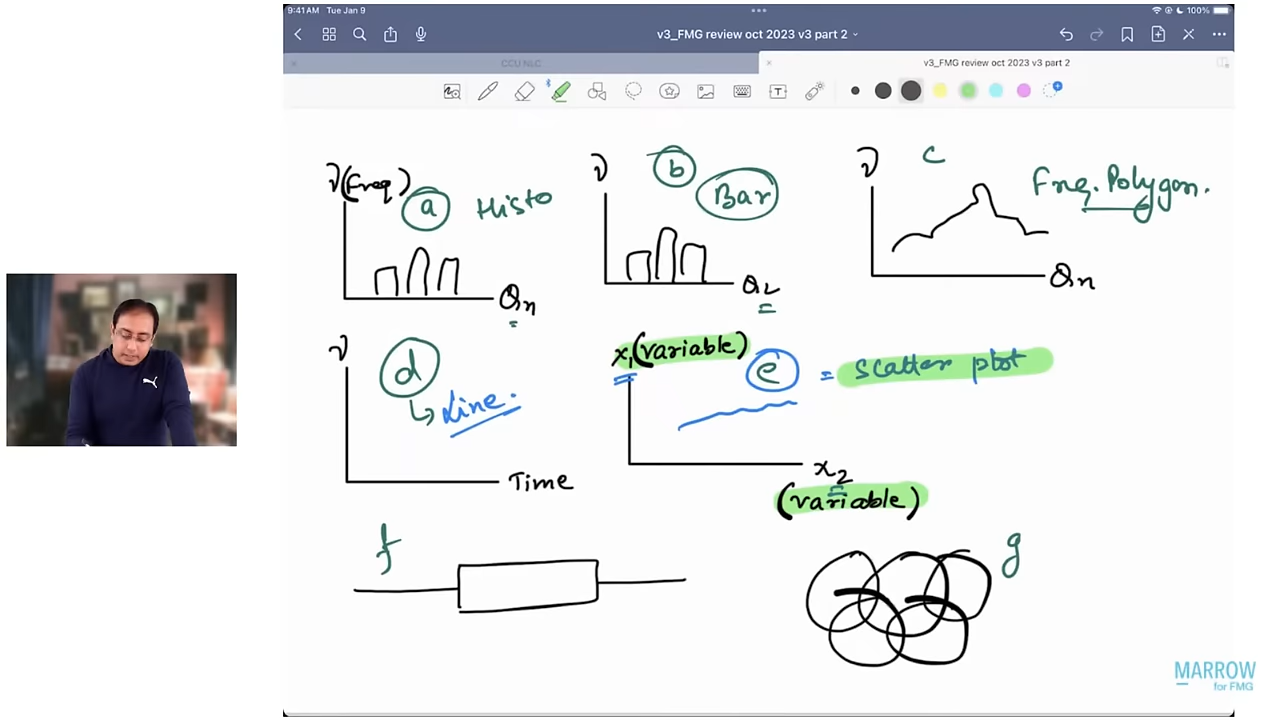 9:41 AM Tue Jan 9
100%
v3_FMG review oct 2023 v3 part 2
CCU NLC
v3_FMG review oct 2023 v3 part 2
ν(Freq)
a
Histo
Qn
ν
b
Bar
QL
ν
c
Freq. Polygon.
Qn
ν
d
↳ Line.
Time
x1(variable)
e
= scatter plot
x2
(variable)
f
g
MARROW
for FMG